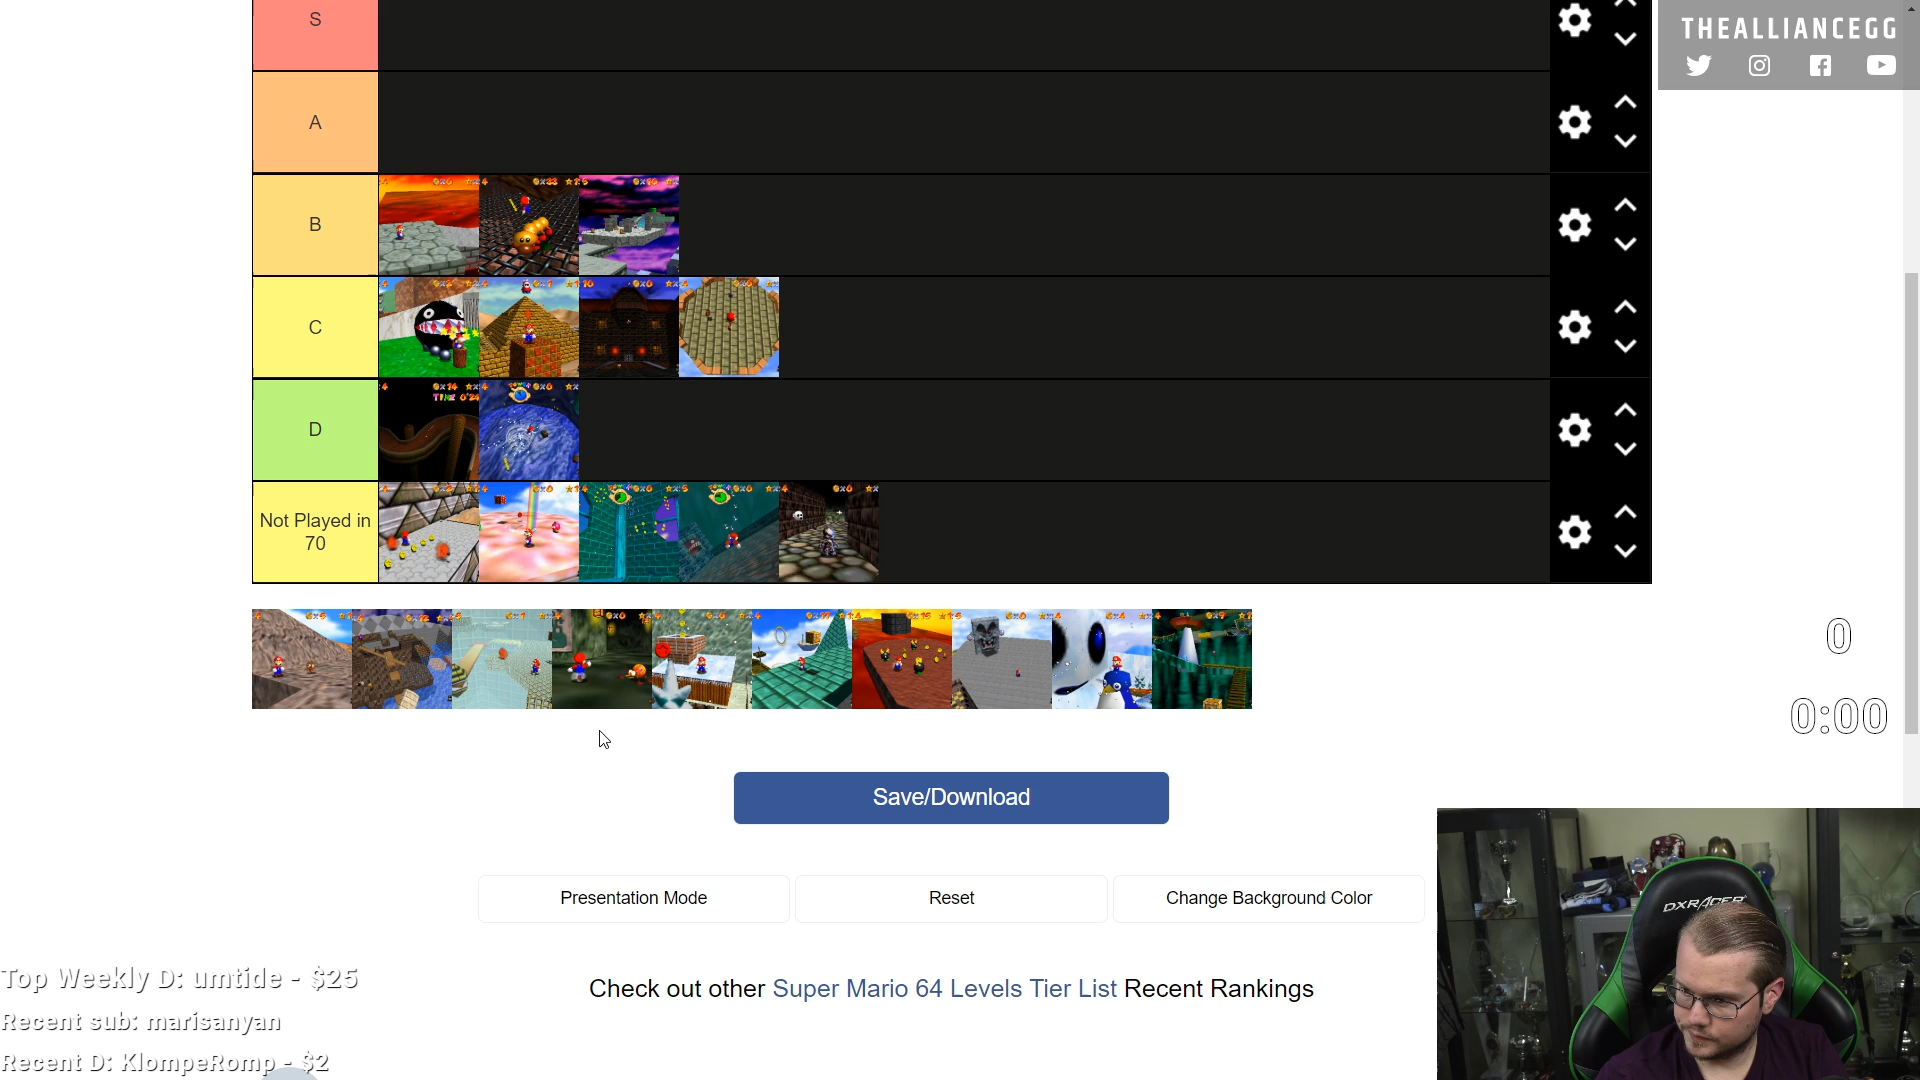 S
THEALLIANCEGG
A
B
C
D
Not Played in
70
0
0:00
Save/Download
Presentation Mode
Reset
Change Background Color
DXRACER
Top Weekly D: umtide - $25
Recent sub: marisanyan
Recent D: KlompeRomp - $2
Check out other Super Mario 64 Levels Tier List Recent Rankings